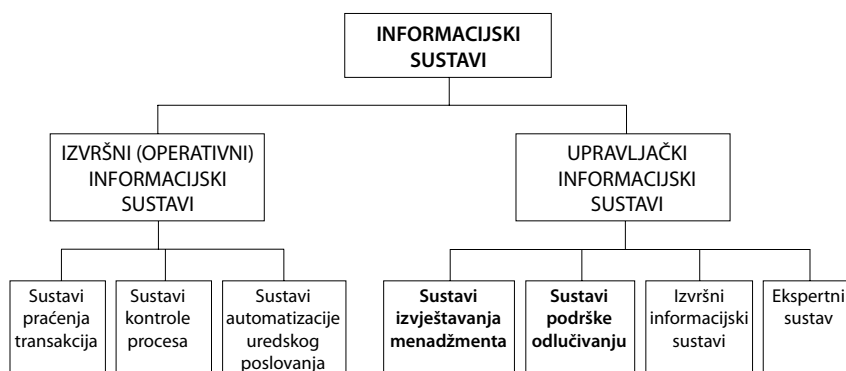 INFORMACIJSKI
SUSTAVI
IZVRŠNI (OPERATIVNI)
INFORMACIJSKI
SUSTAVI
UPRAVLJAČKI
INFORMACIJSKI
SUSTAVI
Sustavi
praćenja
transakcija
Sustavi
kontrole
procesa
Sustavi
automatizacije
uredskog
poslovanja
Sustavi
izvještavanja
menadžmenta
Sustavi
podrške
odlučivanju
Izvršni
informacijski
sustavi
Ekspertni
sustav